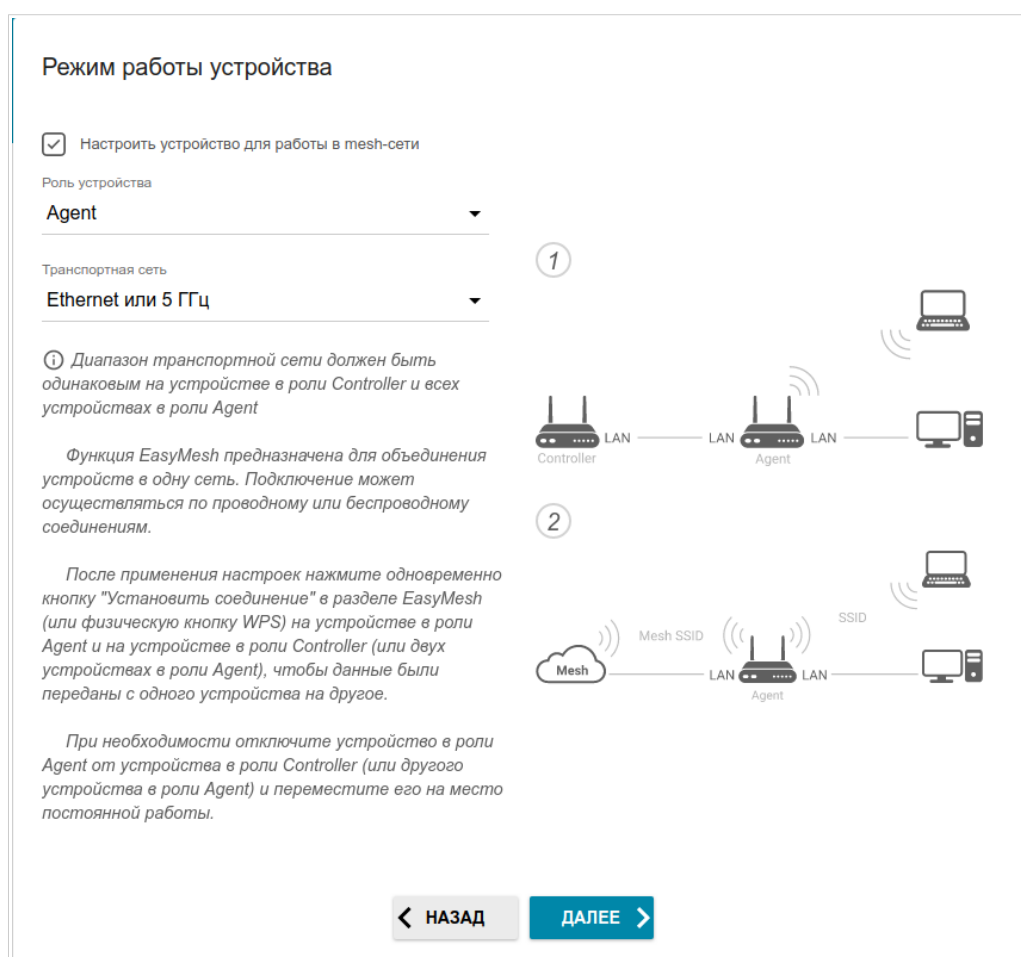 Режим работы устройства
Настроить устройство для работы в mesh-сети
Роль устройства
Agent
Транспортная сеть
Ethernet или 5 ГГц
Диапазон транспортной сети должен быть
одинаковым на устройстве в роли Controller и всех
устройствах в роли Agent
Функция EasyMesh предназначена для объединения
устройств в одну сеть. Подключение может
осуществляться по проводному или беспроводному
соединениям.
После применения настроек нажмите одновременно
кнопку "Установить соединение" в разделе EasyMesh
(или физическую кнопку WPS) на устройстве в роли
Agent и на устройстве в роли Controller (или двух
устройствах в роли Agent), чтобы данные были
переданы с одного устройства на другое.
При необходимости отключите устройство в роли
Agent от устройства в роли Controller (или другого
устройства в роли Agent) и переместите его на место
постоянной работы.
1
LAN LAN LAN
Controller Agent
2
SSID
Mesh SSID
Mesh
LAN LAN
Agent
НАЗАД ДАЛЕЕ